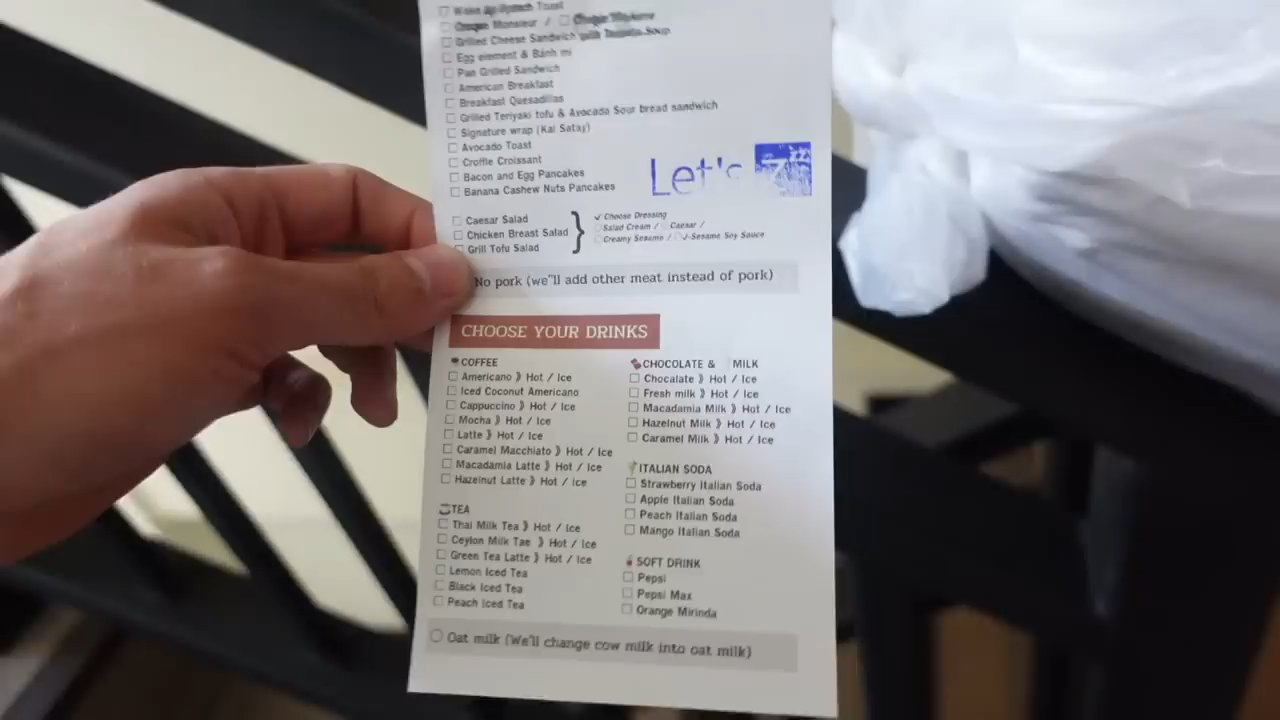 Toast
Croque Monsieur /
Grilled Cheese Sandwich with Tomato Soup
Egg element & Bánh mi
Pan Grilled Sandwich
American Breakfast
Breakfast Quesadillas
Grilled Teriyaki tofu & Avocado Sour bread sandwich
Signature wrap (Kai Satay)
Avocado Toast
Croffle Croissant
Bacon and Egg Pancakes
Banana Cashew Nuts Pancakes
Let's
Caesar Salad
Chicken Breast Salad
Grill Tofu Salad
Choose Dressing
Salad Cream / Caesar /
Creamy Sesame / J-Sesame Soy Sauce
No pork (we"ll add other meat instead of pork)
CHOOSE YOUR DRINKS
COFFEE
Americano 》 Hot / Ice
Iced Coconut Americano
Cappuccino 》 Hot / Ice
Mocha 》 Hot / Ice
Latte 》 Hot / Ice
Caramel Macchiato 》 Hot / Ice
Macadamia Latte 》 Hot / Ice
Hazelnut Latte 》 Hot / Ice
TEA
Thai Milk Tea 》 Hot / Ice
Ceylon Milk Tae 》 Hot / Ice
Green Tea Latte 》 Hot / Ice
Lemon Iced Tea
Black Iced Tea
Peach Iced Tea
CHOCOLATE & MILK
Chocalate 》 Hot / Ice
Fresh milk 》 Hot / Ice
Macadamia Milk 》 Hot / Ice
Hazelnut Milk 》 Hot / Ice
Caramel Milk 》 Hot / Ice
ITALIAN SODA
Strawberry Italian Soda
Apple Italian Soda
Peach Italian Soda
Mango Italian Soda
SOFT DRINK
Pepsi
Pepsi Max
Orange Mirinda
Oat milk (We'll change cow milk into oat milk)